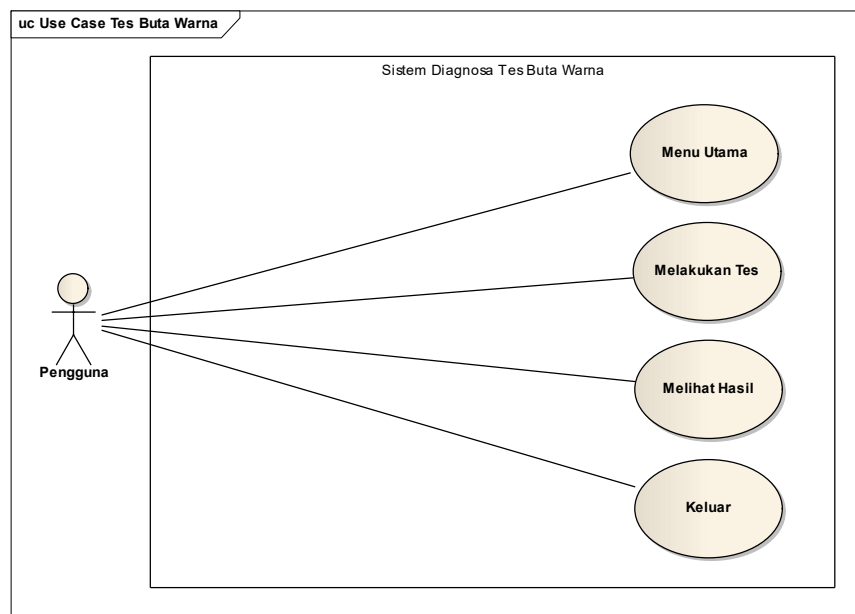 uc Use Case Tes Buta Warna
Sistem Diagnosa Tes Buta Warna
Menu Utama
Melakukan Tes
Pengguna
Melihat Hasil
Keluar